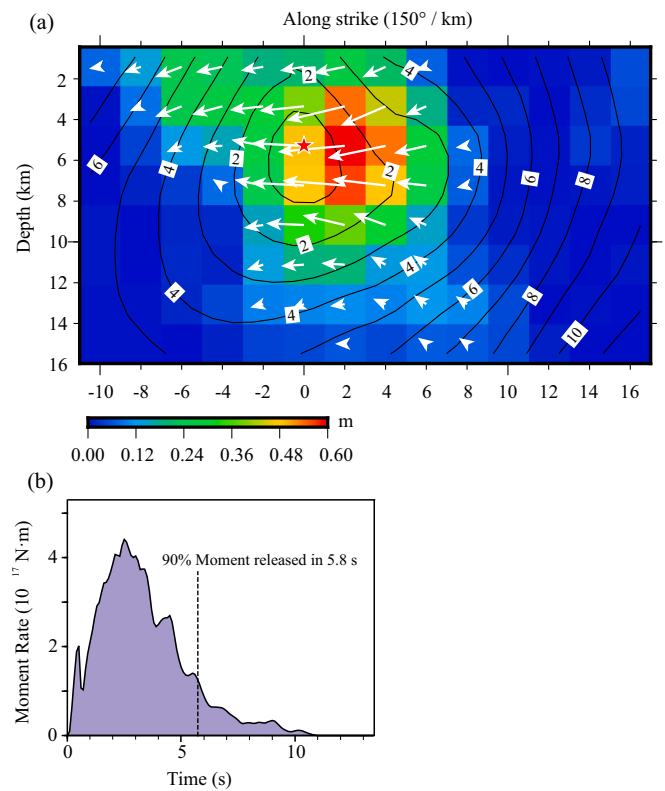 (a)
Along strike (150° / km)
Depth (km)
2
4
6
8
10
12
14
16
2
4
6
4
2
2
4
6
8
2
2
4
6
8
4
4
10
-10 -8 -6 -4 -2 0 2 4 6 8 10 12 14 16
m
0.00 0.12 0.24 0.36 0.48 0.60
(b)
Moment Rate (10 17 N·m)
90% Moment released in 5.8 s
4
2
0
0 5 10
Time (s)